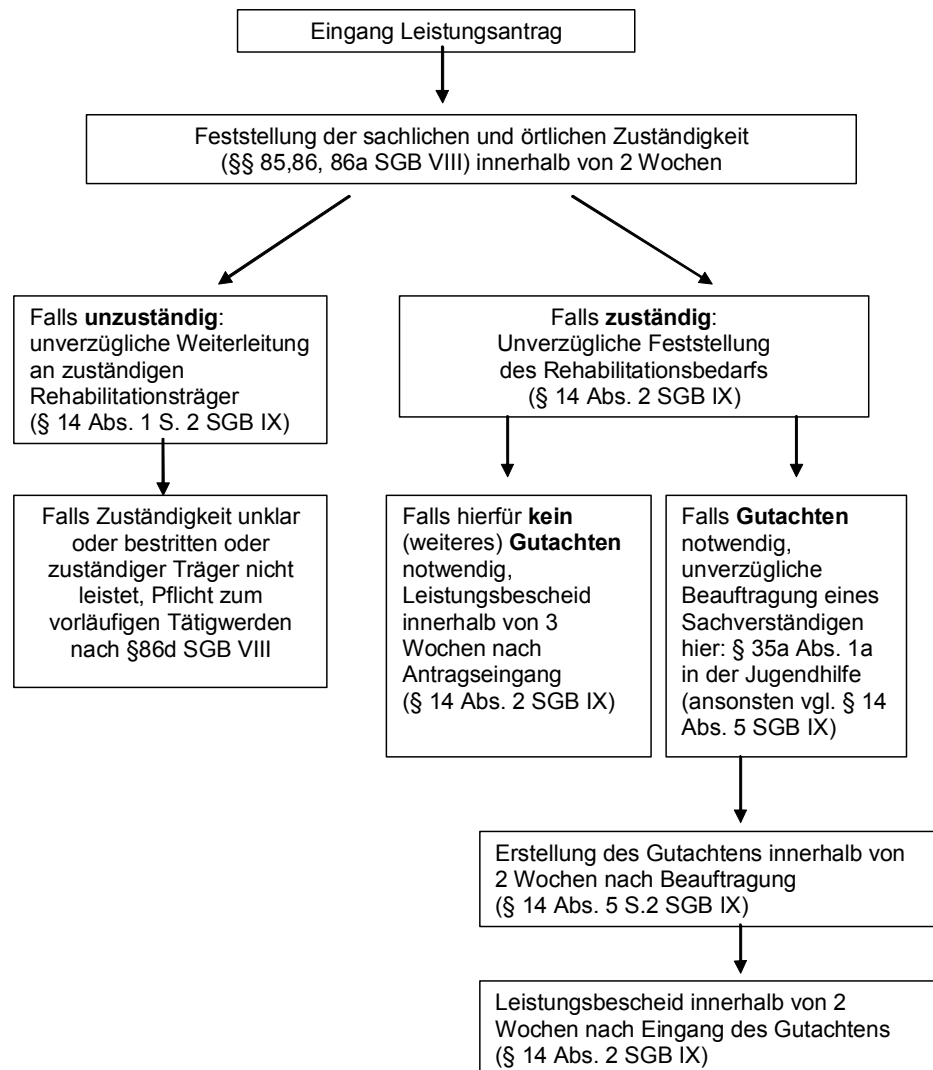 Eingang Leistungsantrag
Feststellung der sachlichen und örtlichen Zuständigkeit
(§§ 85,86, 86a SGB VIII) innerhalb von 2 Wochen
Falls unzuständig:
unverzügliche Weiterleitung
an zuständigen
Rehabilitationsträger
(§ 14 Abs. 1 S. 2 SGB IX)
Falls zuständig:
Unverzügliche Feststellung
des Rehabilitationsbedarfs
(§ 14 Abs. 2 SGB IX)
Falls Zuständigkeit unklar
oder bestritten oder
zuständiger Träger nicht
leistet, Pflicht zum
vorläufigen Tätigwerden
nach §86d SGB VIII
Falls hierfür kein
(weiteres) Gutachten
notwendig,
Leistungsbescheid
innerhalb von 3
Wochen nach
Antragseingang
(§ 14 Abs. 2 SGB IX)
Falls Gutachten
notwendig,
unverzügliche
Beauftragung eines
Sachverständigen
hier: § 35a Abs. 1a
in der Jugendhilfe
(ansonsten vgl. § 14
Abs. 5 SGB IX)
Erstellung des Gutachtens innerhalb von
2 Wochen nach Beauftragung
(§ 14 Abs. 5 S.2 SGB IX)
Leistungsbescheid innerhalb von 2
Wochen nach Eingang des Gutachtens
(§ 14 Abs. 2 SGB IX)